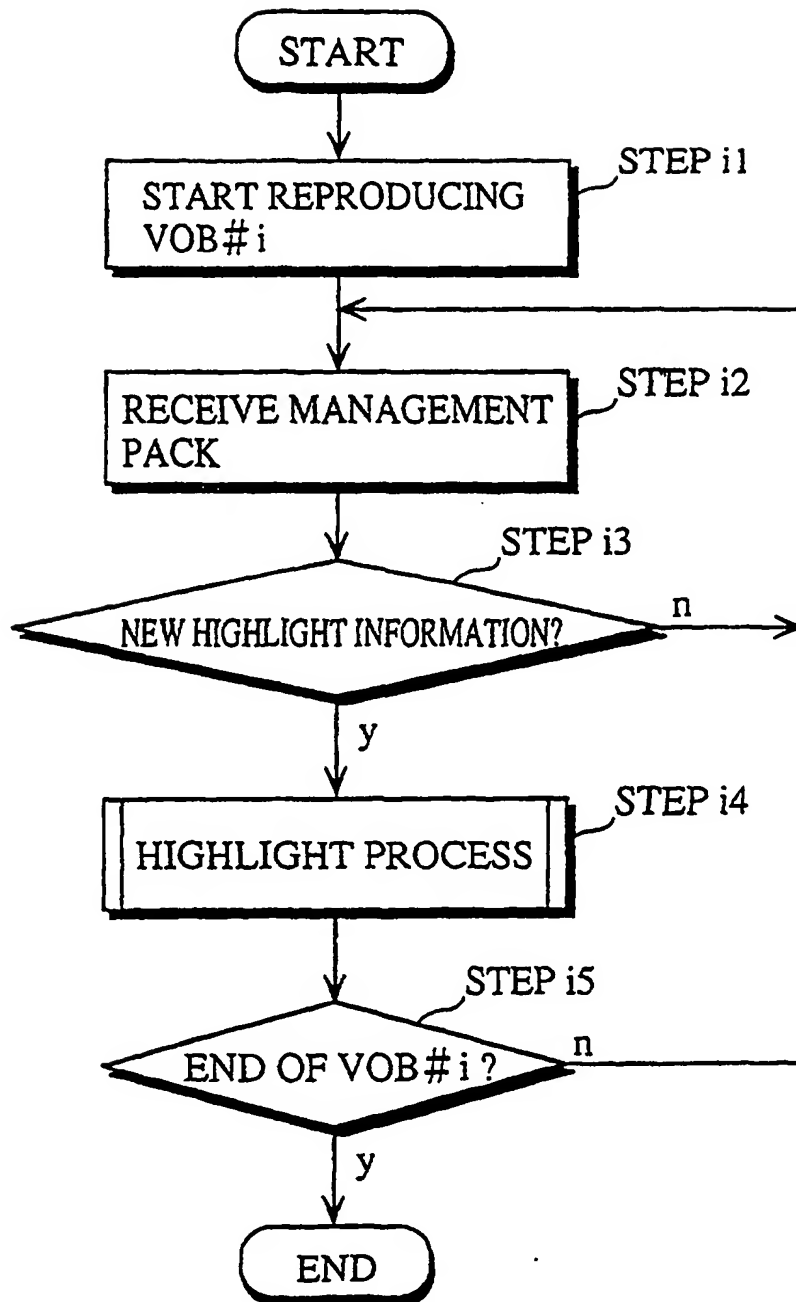 START
STEP i1
START REPRODUCING
VOB# i
STEP i2
RECEIVE MANAGEMENT
PACK
STEP i3
NEW HIGHLIGHT INFORMATION?
n
y
STEP i4
HIGHLIGHT PROCESS
STEP i5
END OF VOB# i ?
n
y
END